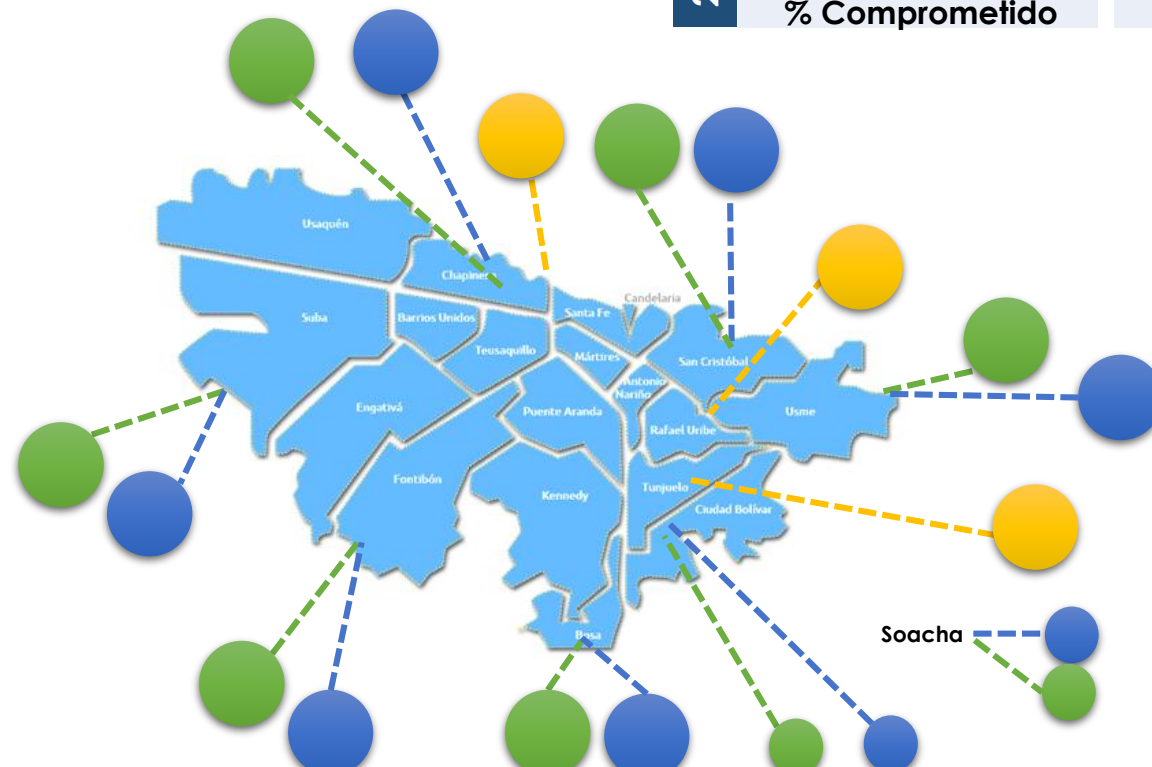 % Comprometido
Usaquén
Chapinero
Candelaria
Santa Fe
Suba
Barrios Unidos
Teusaquillo
Mártires
San Cristóbal
Antonio
Nariño
Engativá
Puente Aranda
Usme
Rafael Uribe
Fontibón
Kennedy
Tunjuelo
Ciudad Bolívar
Bosa
Soacha